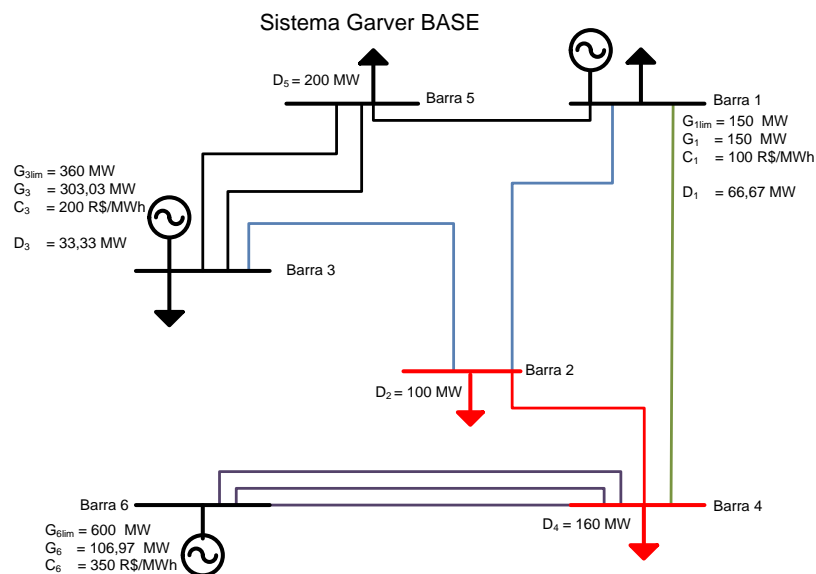 Sistema Garver BASE
D5 = 200 MW
Barra 5
Barra 1
G1lim = 150 MW
G1 = 150 MW
C1 = 100 R$/MWh
D1 = 66,67 MW
G3lim = 360 MW
G3 = 303,03 MW
C3 = 200 R$/MWh
D3 = 33,33 MW
Barra 3
Barra 2
D2 = 100 MW
Barra 6
Barra 4
G6lim = 600 MW
G6 = 106,97 MW
C6 = 350 R$/MWh
D4 = 160 MW